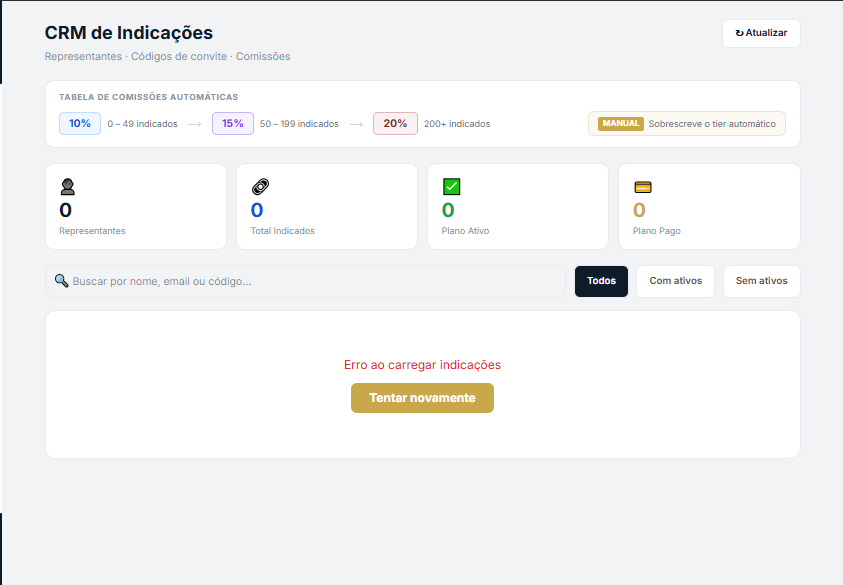 CRM de Indicações
↻ Atualizar
Representantes · Códigos de convite · Comissões
TABELA DE COMISSÕES AUTOMÁTICAS
10% 0 – 49 indicados → 15% 50 – 199 indicados → 20% 200+ indicados
MANUAL Sobrescreve o tier automático
0
Representantes
0
Total Indicados
0
Plano Ativo
0
Plano Pago
Buscar por nome, email ou código...
Todos
Com ativos
Sem ativos
Erro ao carregar indicações
Tentar novamente